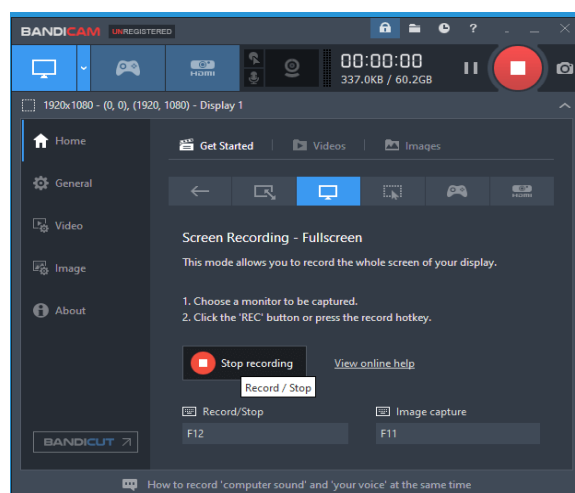 BANDICAM UNREGISTERED
?
HDMI
00:00:00
337.0KB / 60.2GB
1920x1080 - (0, 0), (1920, 1080) - Display 1
Home
General
Video
Image
About
BANDICUT
Get Started
Videos
Images
HDMI
Screen Recording - Fullscreen
This mode allows you to record the whole screen of your display.
1. Choose a monitor to be captured.
2. Click the 'REC' button or press the record hotkey.
Stop recording
View online help
Record / Stop
Record/Stop
Image capture
F12
F11
How to record 'computer sound' and 'your voice' at the same time